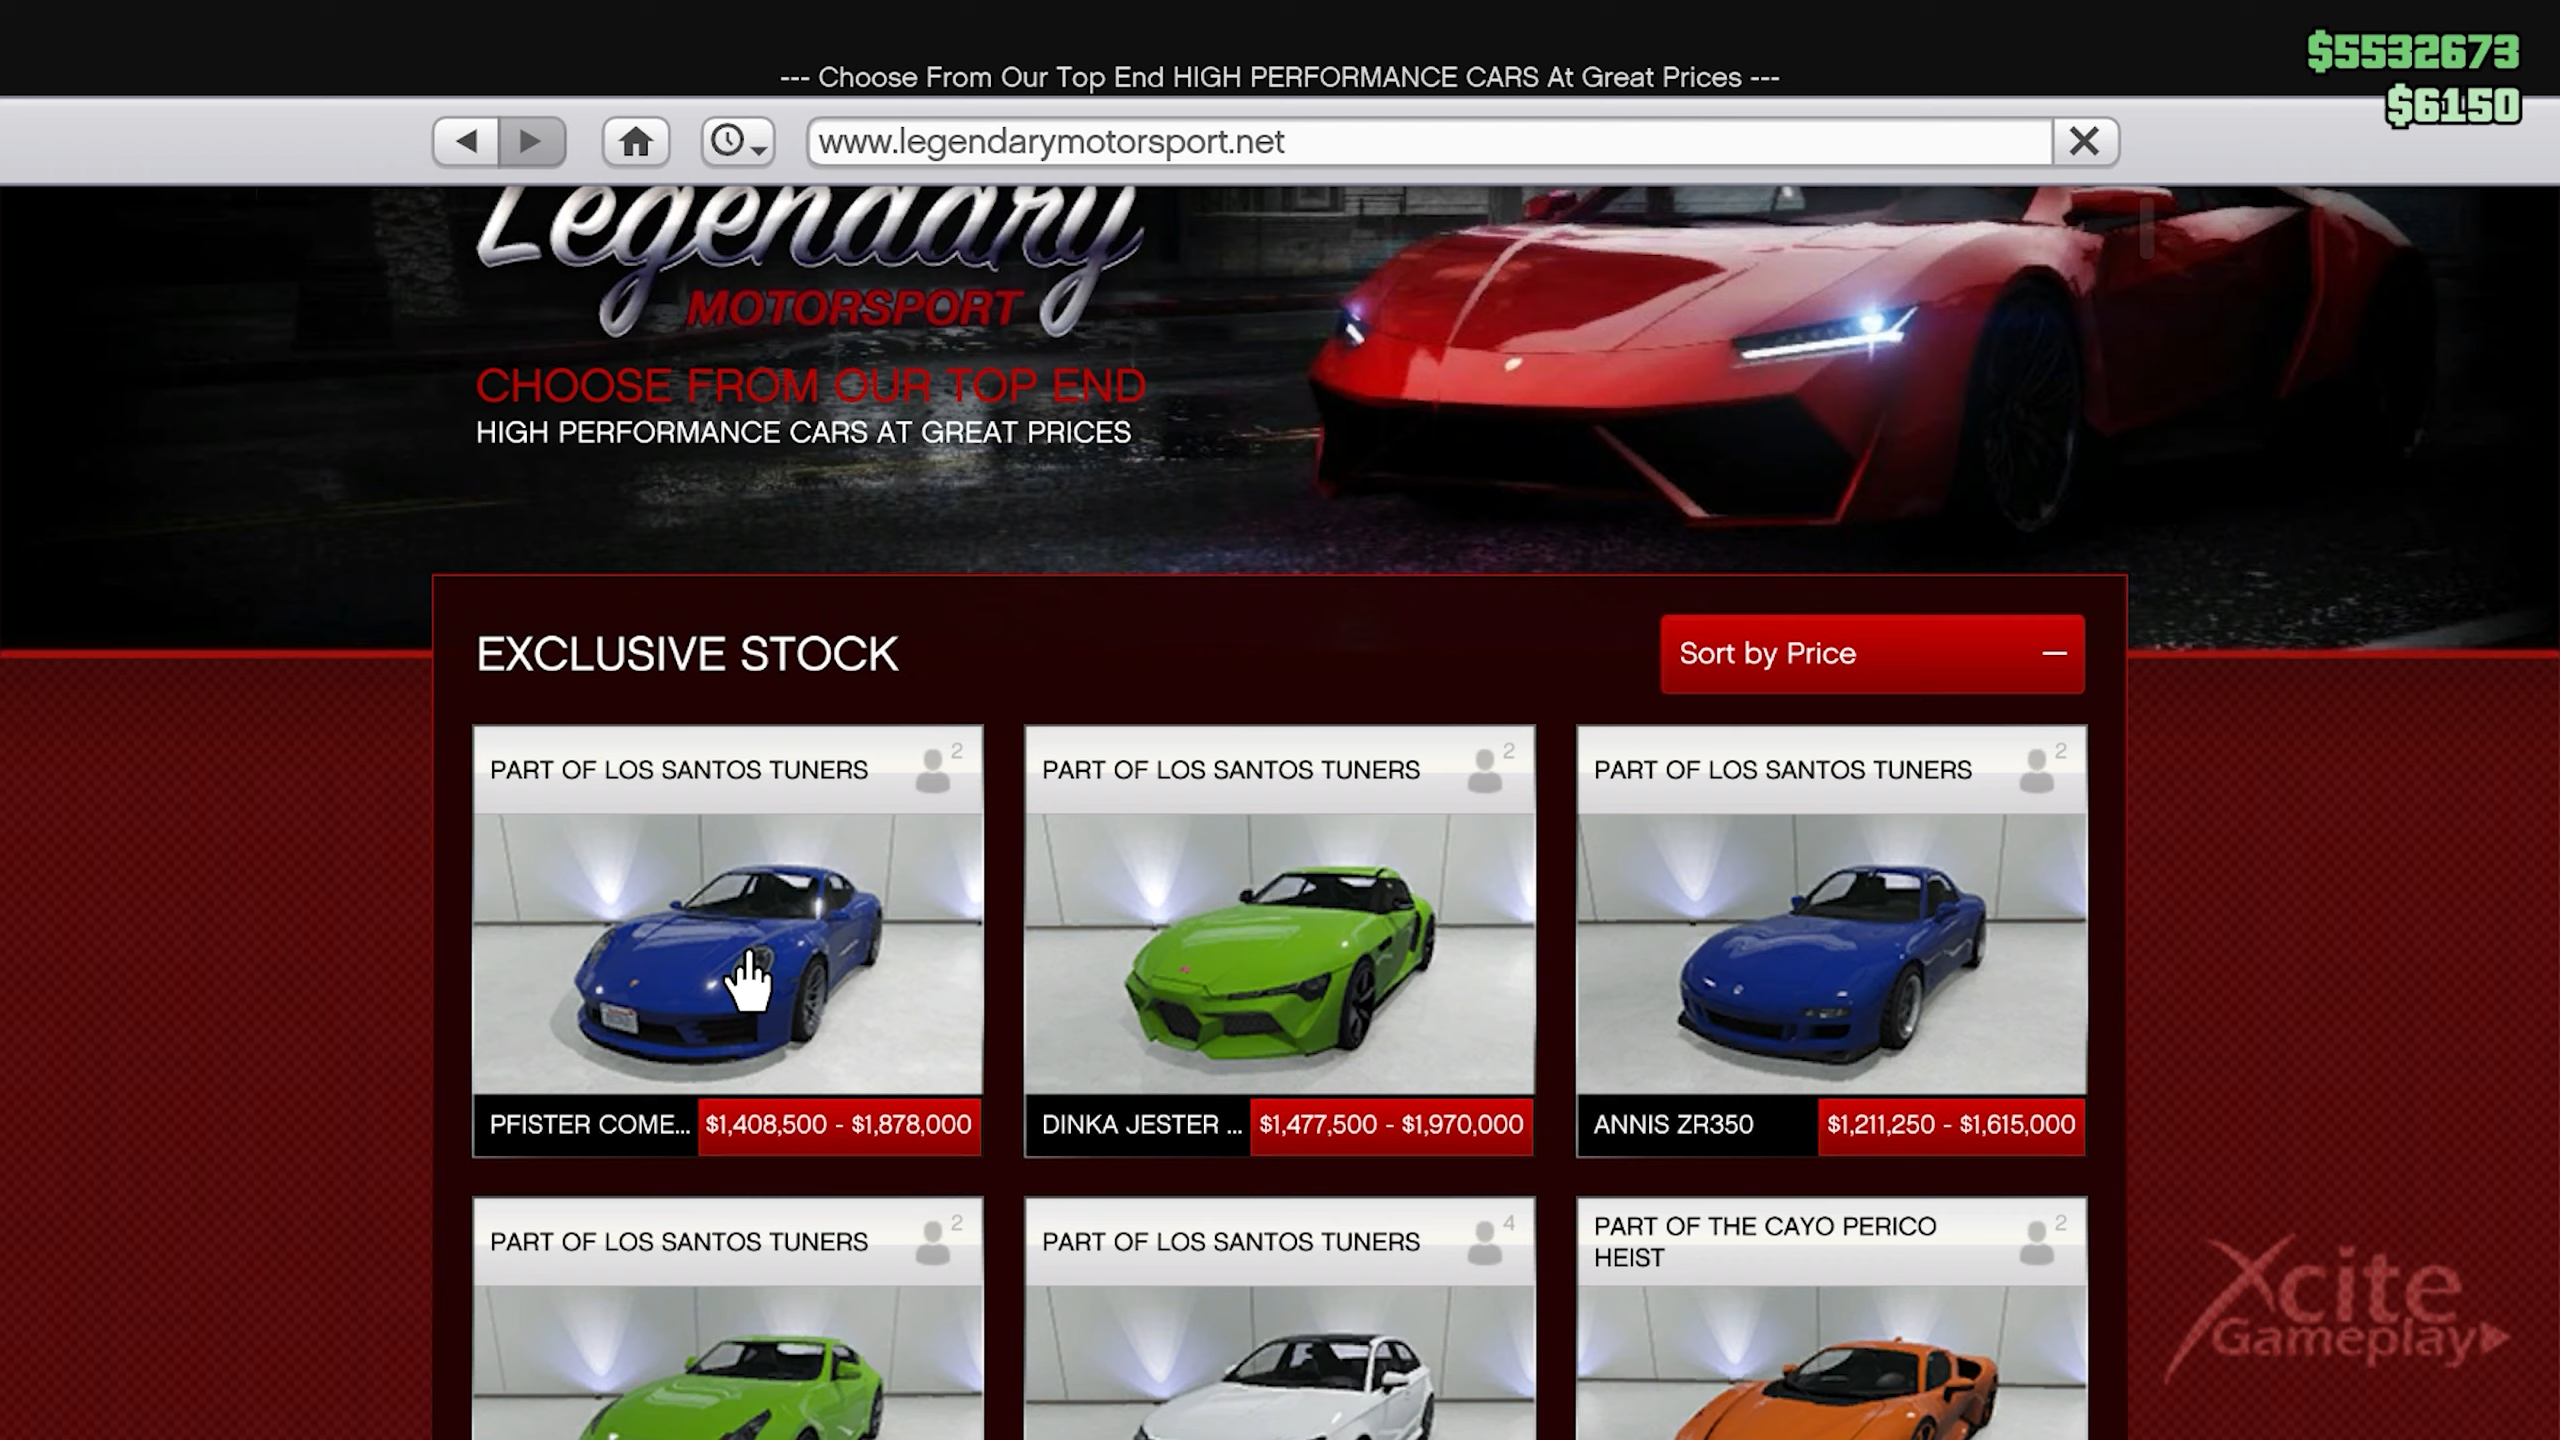 $5532673
--- Choose From Our Top End HIGH PERFORMANCE CARS At Great Prices ---
$6150
www.legendarymotorsport.net
Legendary
MOTORSPORT
CHOOSE FROM OUR TOP END
HIGH PERFORMANCE CARS AT GREAT PRICES
EXCLUSIVE STOCK
Sort by Price
PART OF LOS SANTOS TUNERS 2
PART OF LOS SANTOS TUNERS 2
PART OF LOS SANTOS TUNERS 2
PFISTER COME... $1,408,500 - $1,878,000
DINKA JESTER ... $1,477,500 - $1,970,000
ANNIS ZR350 $1,211,250 - $1,615,000
PART OF LOS SANTOS TUNERS 2
PART OF LOS SANTOS TUNERS 4
PART OF THE CAYO PERICO
HEIST 2
Xcite
Gameplay